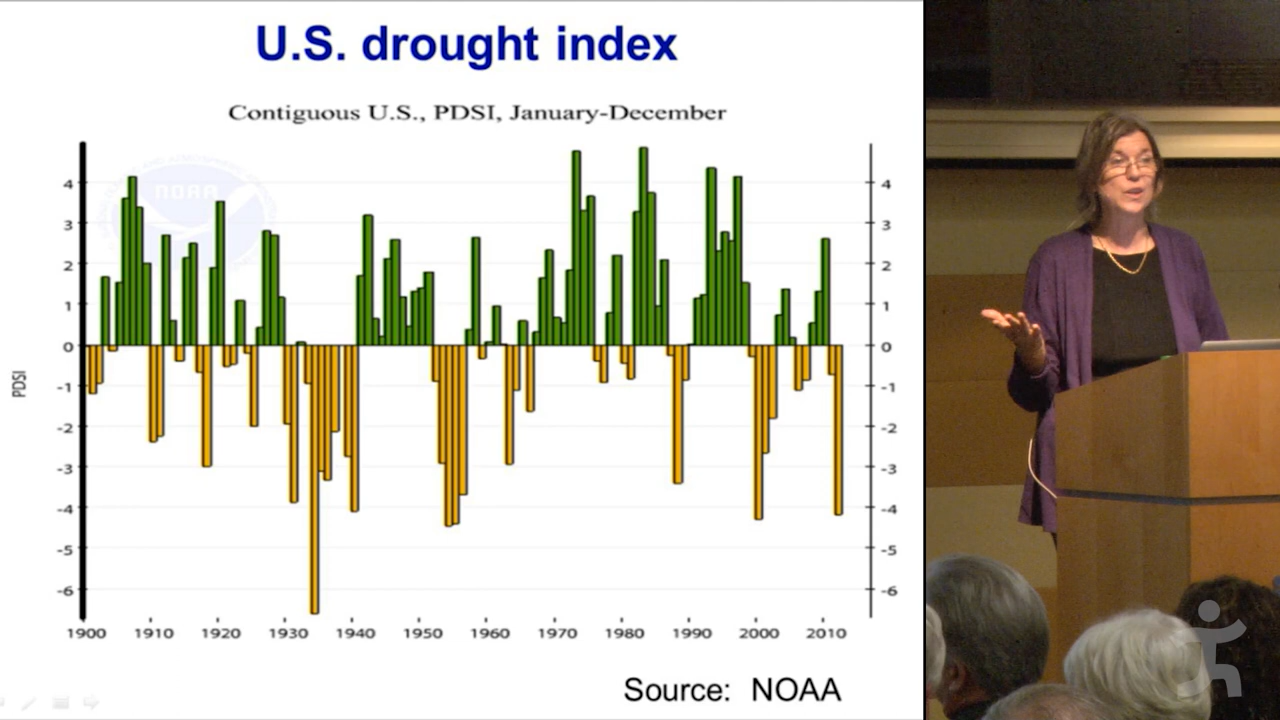 U.S. drought index
Contiguous U.S., PDSI, January-December
NOAA
4 4
3 3
2 2
1 1
0 0
-1 -1
-2 -2
-3 -3
-4 -4
-5 -5
-6 -6
PDSI
1900 1910 1920 1930 1940 1950 1960 1970 1980 1990 2000 2010
Source: NOAA